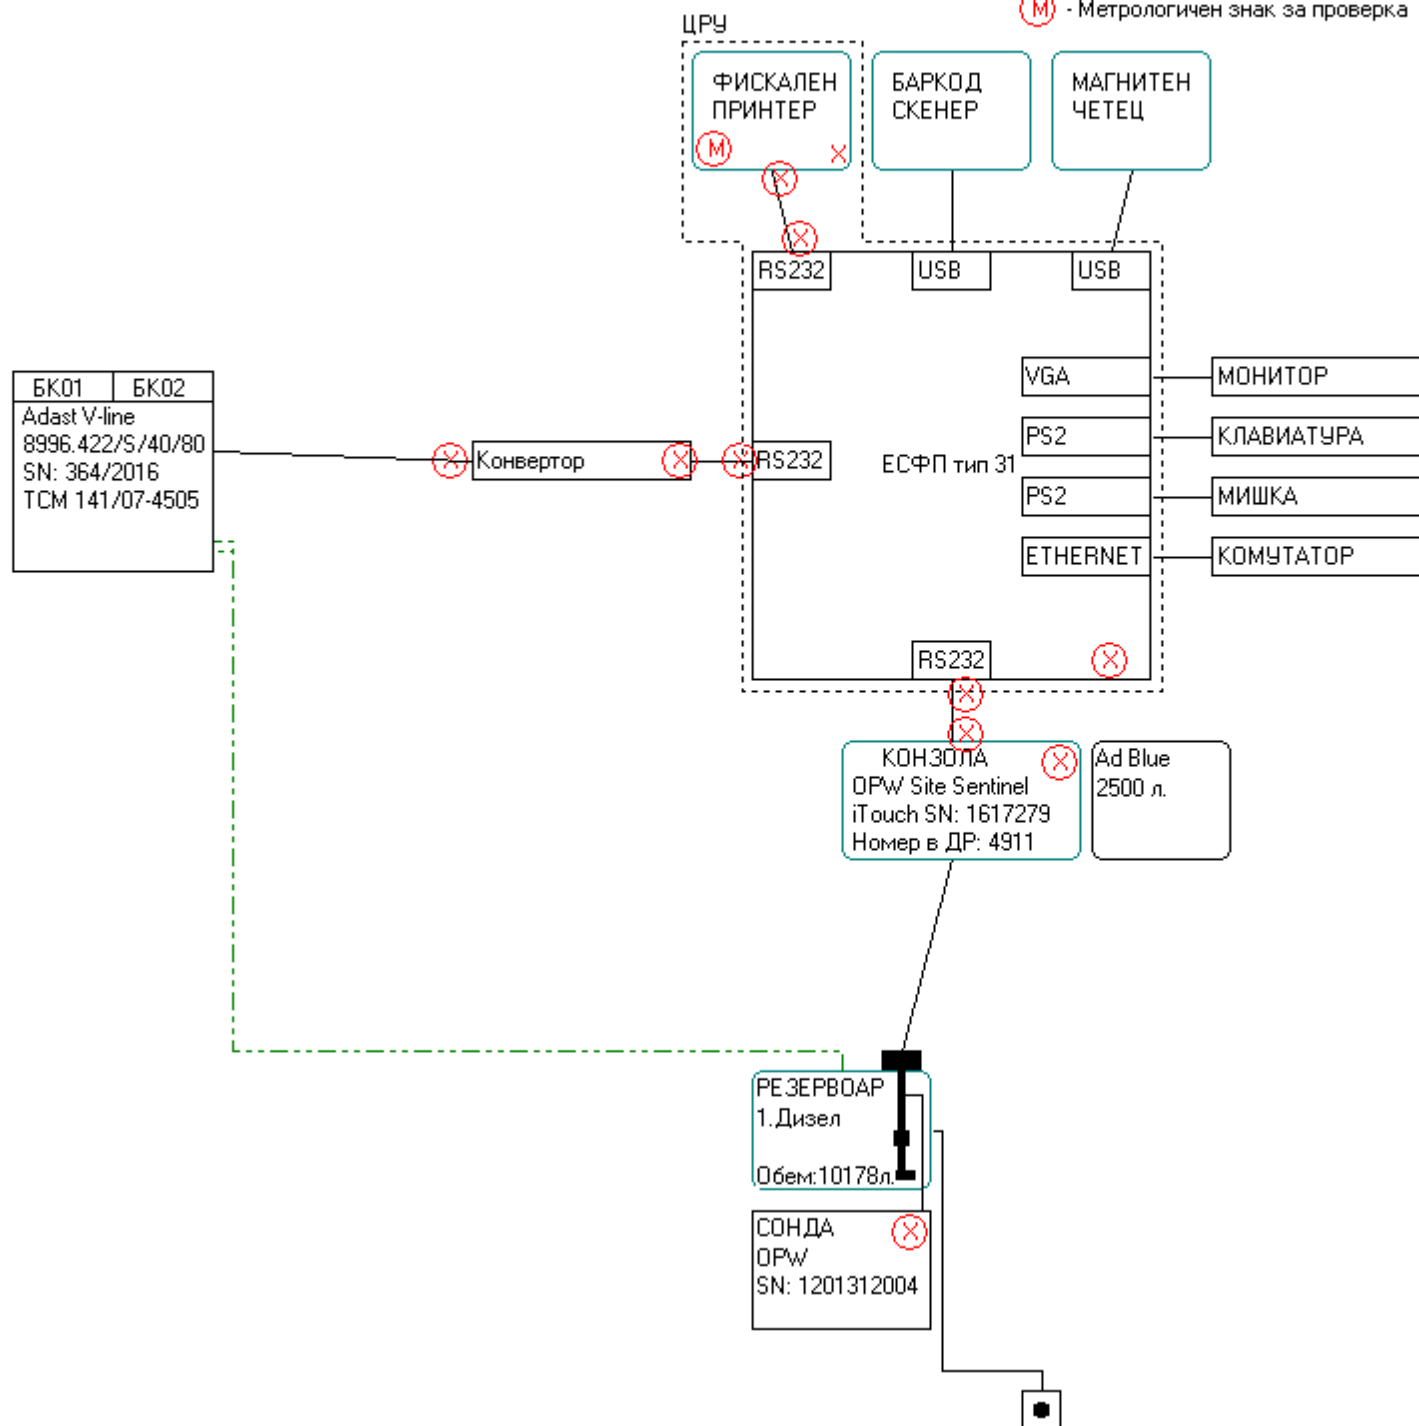 М - Метрологичен знак за проверка
ЦРУ
ФИСКАЛЕН
ПРИНТЕР
М
X
X
БАРКОД
СКЕНЕР
МАГНИТЕН
ЧЕТЕЦ
X
RS232
USB
USB
VGA
МОНИТОР
БК01
БК02
Adast V-line
8996.422/S/40/80
SN: 364/2016
ТСМ 141/07-4505
PS2
КЛАВИАТУРА
X
Конвертор
X
X
RS232
ЕСФП тип 31
PS2
МИШКА
ETHERNET
КОМУТАТОР
RS232
X
X
X
КОНЗОЛА
X
OPW Site Sentinel
iTouch SN: 1617279
Номер в ДР: 4911
Ad Blue
2500 л.
РЕЗЕРВОАР
1.Дизел
Обем:10178л.
СОНДА
X
OPW
SN: 1201312004